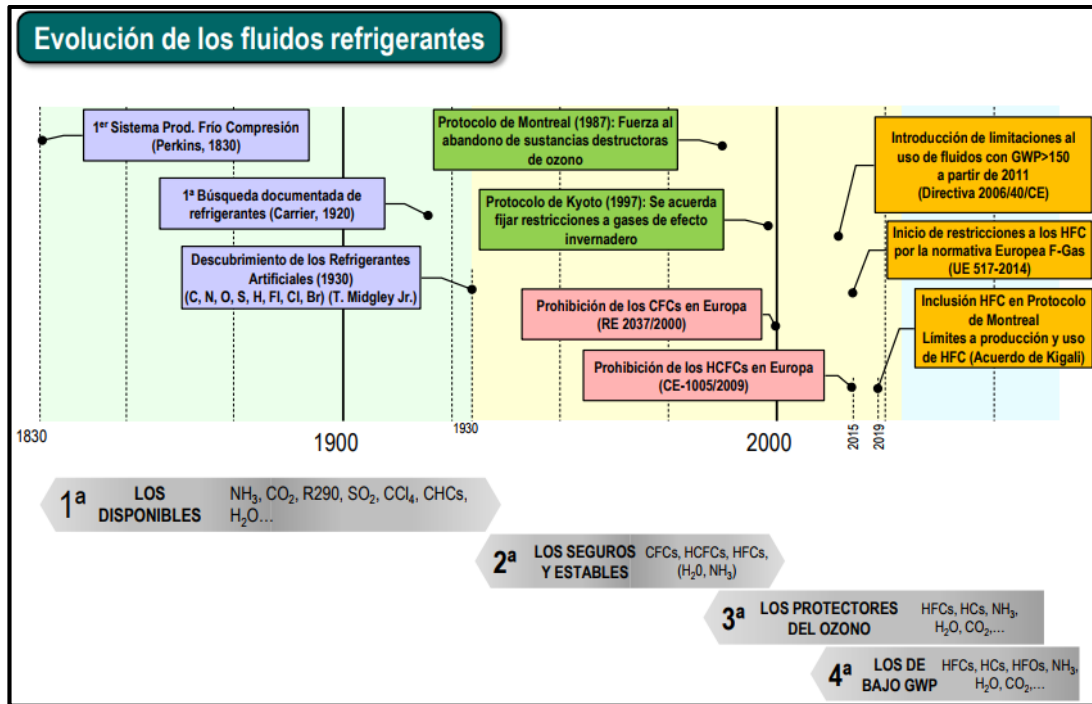 Evolución de los fluidos refrigerantes
1er Sistema Prod. Frío Compresión
(Perkins, 1830)
1ª Búsqueda documentada de
refrigerantes (Carrier, 1920)
Descubrimiento de los Refrigerantes
Artificiales (1930)
(C, N, O, S, H, Fl, Cl, Br) (T. Midgley Jr.)
Protocolo de Montreal (1987): Fuerza al
abandono de sustancias destructoras
de ozono
Protocolo de Kyoto (1997): Se acuerda
fijar restricciones a gases de efecto
invernadero
Prohibición de los CFCs en Europa
(RE 2037/2000)
Prohibición de los HCFCs en Europa
(CE-1005/2009)
Introducción de limitaciones al
uso de fluidos con GWP>150
a partir de 2011
(Directiva 2006/40/CE)
Inicio de restricciones a los HFC
por la normativa Europea F-Gas
(UE 517-2014)
Inclusión HFC en Protocolo
de Montreal
Límites a producción y uso
de HFC (Acuerdo de Kigali)
1830
1900
1930
2000
2015
2019
1ª
LOS
DISPONIBLES
NH₃, CO₂, R290, SO₂, CCl₄, CHCs,
H₂O…
2ª
LOS SEGUROS
Y ESTABLES
CFCs, HCFCs, HFCs,
(H₂0, NH₃)
3ª
LOS PROTECTORES
DEL OZONO
HFCs, HCs, NH₃,
H₂O, CO₂,…
4ª
LOS DE
BAJO GWP
HFCs, HCs, HFOs, NH₃,
H₂O, CO₂,…